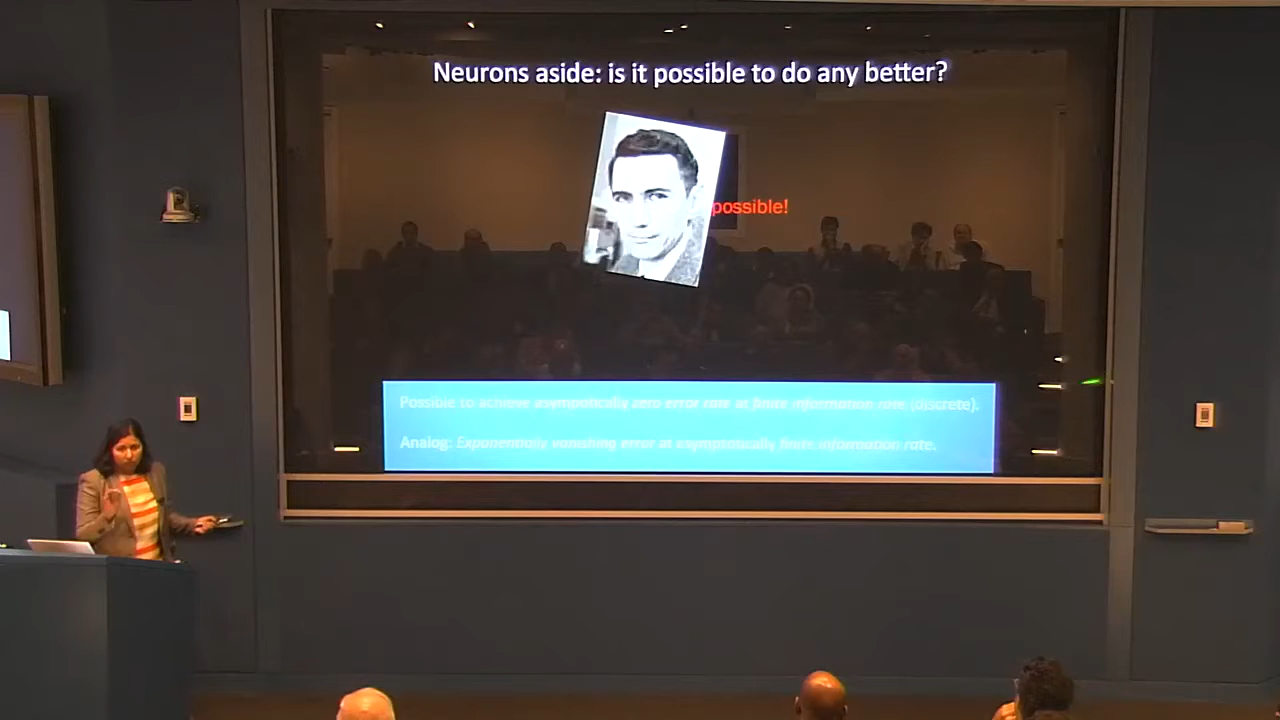 Neurons aside: is it possible to do any better?
possible!
Possible to achieve asympotically zero error rate at finite information rate (discrete).
Analog: Exponentially vanishing error at asymptotically finite information rate.